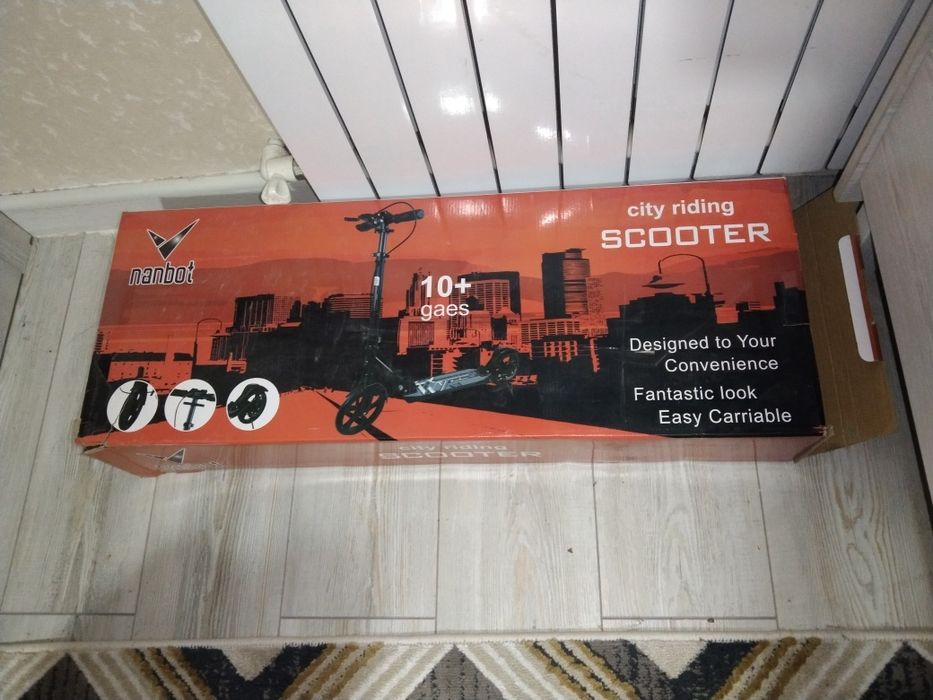 nanbot
10+
gaes
city riding
SCOOTER
Designed to Your
Convenience
Fantastic look
Easy Carriable
city riding
SCOOTER